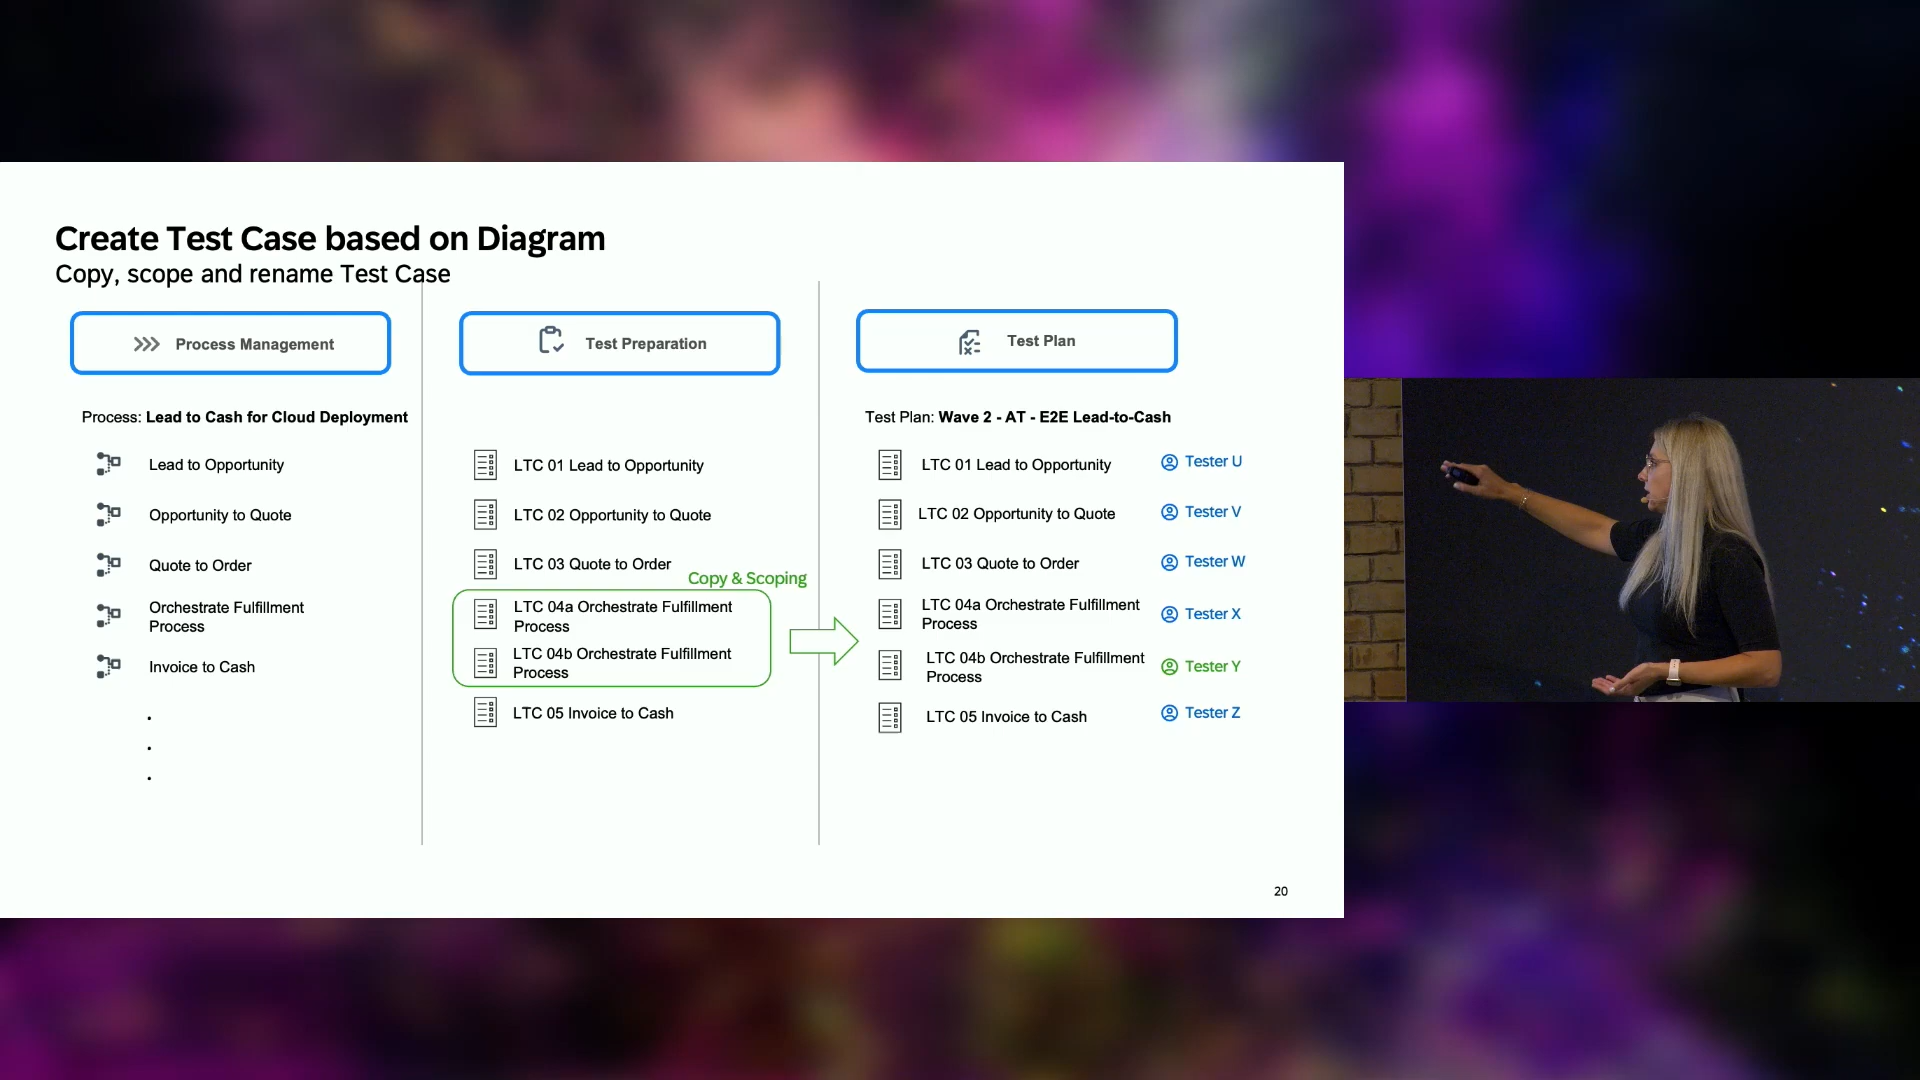 Create Test Case based on Diagram
Copy, scope and rename Test Case
Process Management
Process: Lead to Cash for Cloud Deployment
Lead to Opportunity
Opportunity to Quote
Quote to Order
Orchestrate Fulfillment
Process
Invoice to Cash
Test Preparation
LTC 01 Lead to Opportunity
LTC 02 Opportunity to Quote
LTC 03 Quote to Order
Copy & Scoping
LTC 04a Orchestrate Fulfillment
Process
LTC 04b Orchestrate Fulfillment
Process
LTC 05 Invoice to Cash
Test Plan
Test Plan: Wave 2 - AT - E2E Lead-to-Cash
LTC 01 Lead to Opportunity
Tester U
LTC 02 Opportunity to Quote
Tester V
LTC 03 Quote to Order
Tester W
LTC 04a Orchestrate Fulfillment
Process
Tester X
LTC 04b Orchestrate Fulfillment
Process
Tester Y
LTC 05 Invoice to Cash
Tester Z
20